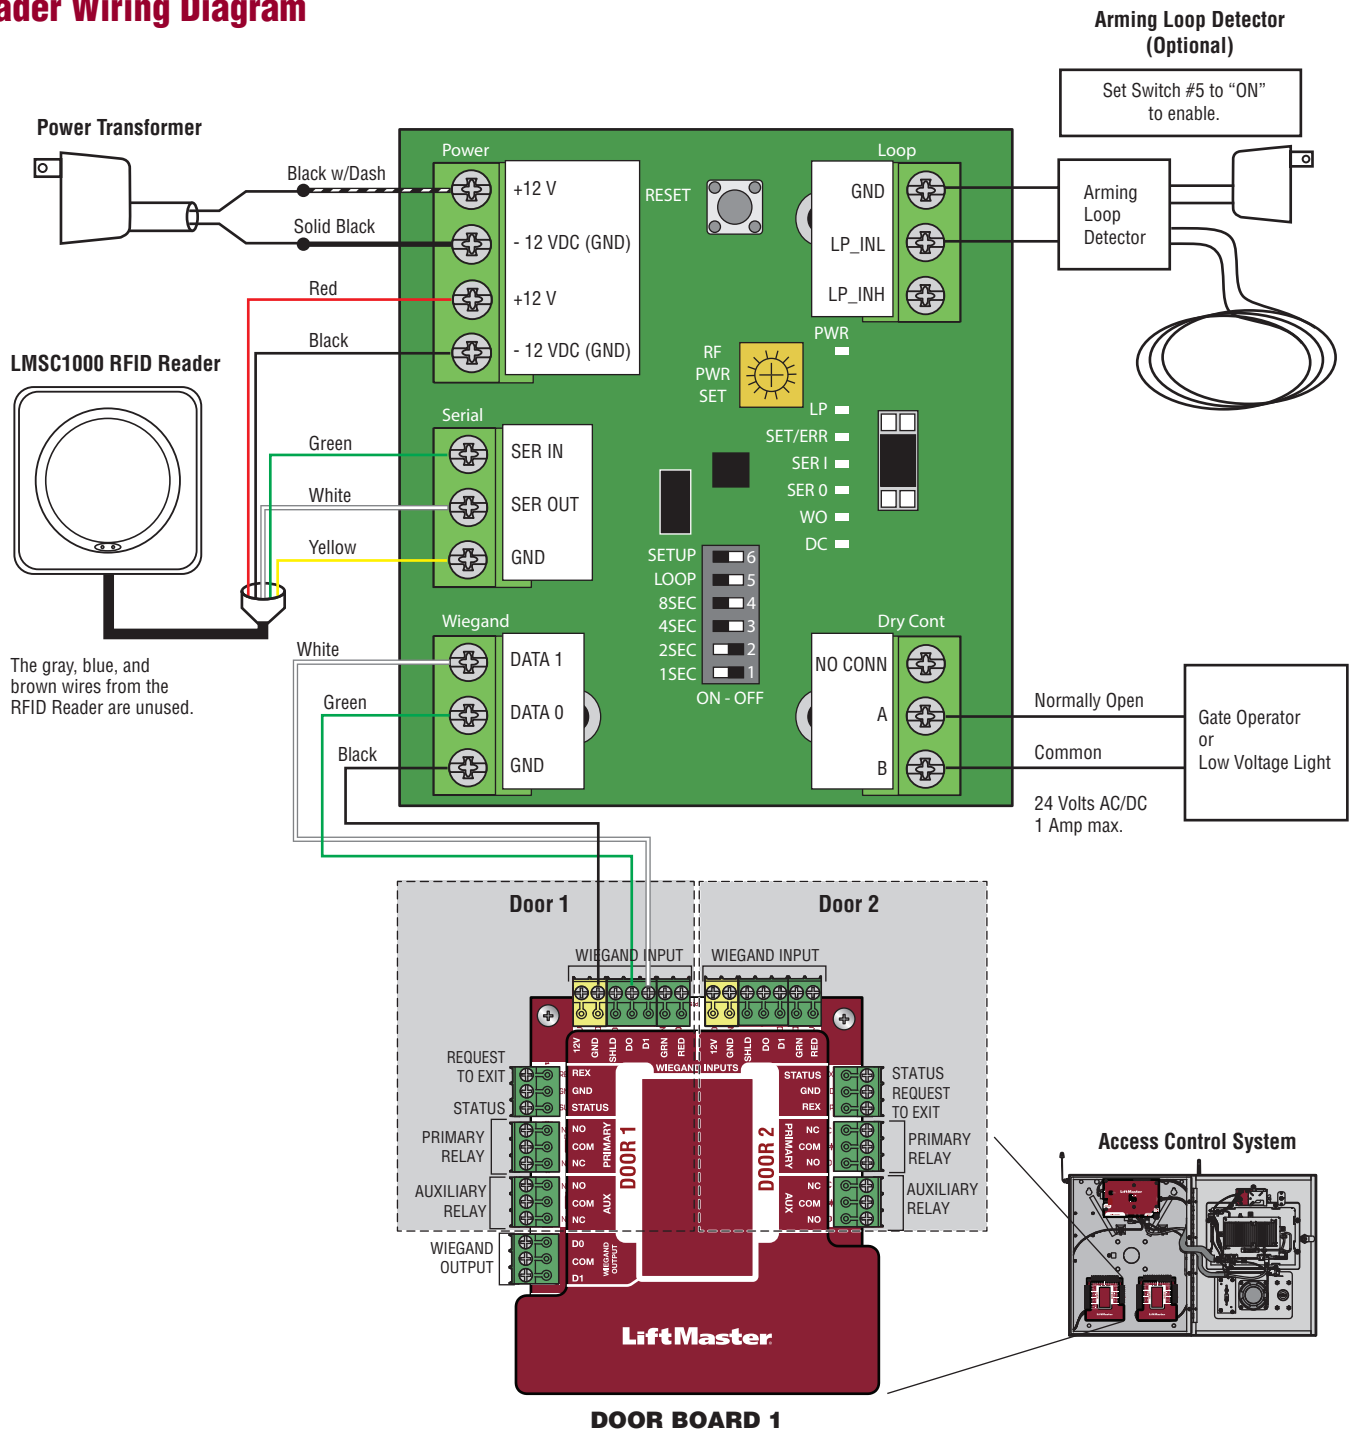 ader Wiring Diagram
Arming Loop Detector
(Optional)
Set Switch #5 to “ON”
to enable.
Power Transformer
Black w/Dash
Solid Black
Red
Black
Power
+12 V
- 12 VDC (GND)
+12 V
- 12 VDC (GND)
RESET
Loop
GND
LP_INL
LP_INH
Arming
Loop
Detector
LMSC1000 RFID Reader
PWR
RF
PWR
SET
LP
SET/ERR
SER I
SER 0
WO
DC
Serial
Green
SER IN
White
SER OUT
Yellow
GND
SETUP 6
LOOP 5
8SEC 4
4SEC 3
2SEC 2
1SEC 1
ON - OFF
The gray, blue, and
brown wires from the
RFID Reader are unused.
Wiegand
White
DATA 1
Green
DATA 0
Black
GND
Dry Cont
NO CONN
A
B
Normally Open
Common
24 Volts AC/DC
1 Amp max.
Gate Operator
or
Low Voltage Light
Door 1
Door 2
WIEGAND INPUT
WIEGAND INPUT
12V GND SHLD DO D1 GRN RED
12V GND SHLD DO D1 GRN RED
WIEGAND INPUTS
REQUEST
TO EXIT
STATUS
REX
GND
STATUS
PRIMARY
RELAY
NO
COM
NC
PRIMARY
AUXILIARY
RELAY
NO
COM
NC
AUX
WIEGAND
OUTPUT
D0
COM
D1
WIEGAND
OUTPUT
DOOR 1
DOOR 2
STATUS
GND
REX
STATUS
REQUEST
TO EXIT
PRIMARY
NC
COM
NO
PRIMARY
RELAY
AUX
NC
COM
NO
AUXILIARY
RELAY
LiftMaster
DOOR BOARD 1
Access Control System
LiftMaster